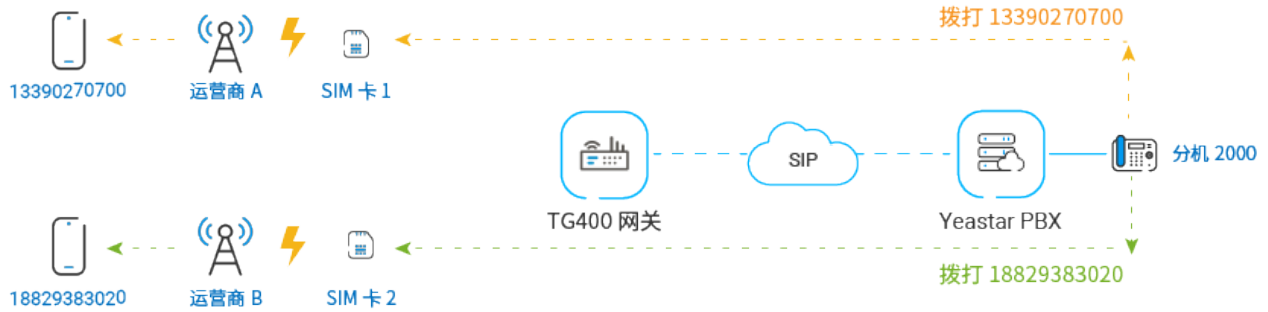 拨打 13390270700
13390270700
运营商 A
SIM 卡 1
SIP
分机 2000
TG400 网关
Yeastar PBX
拨打 18829383020
18829383020
运营商 B
SIM 卡 2